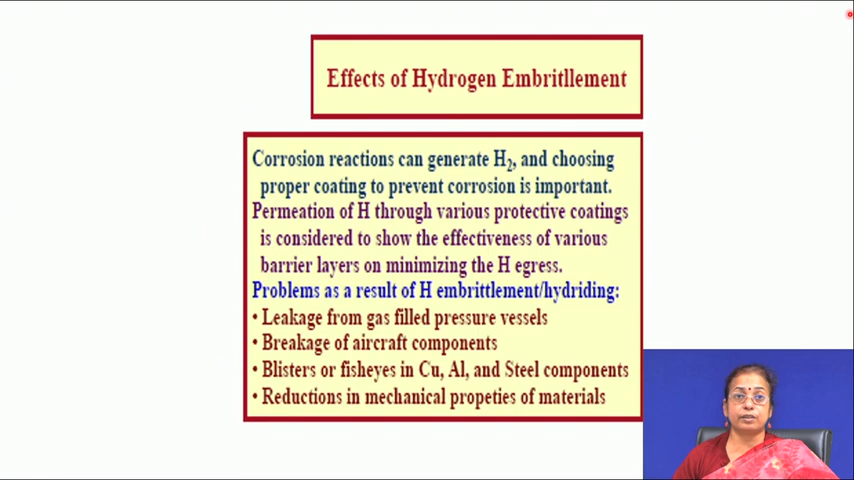 Effects of Hydrogen Embritllement
Corrosion reactions can generate H₂, and choosing
proper coating to prevent corrosion is important.
Permeation of H through various protective coatings
is considered to show the effectiveness of various
barrier layers on minimizing the H egress.
Problems as a result of H embrittlement/hydriding:
• Leakage from gas filled pressure vessels
• Breakage of aircraft components
• Blisters or fisheyes in Cu, Al, and Steel components
• Reductions in mechanical propeties of materials